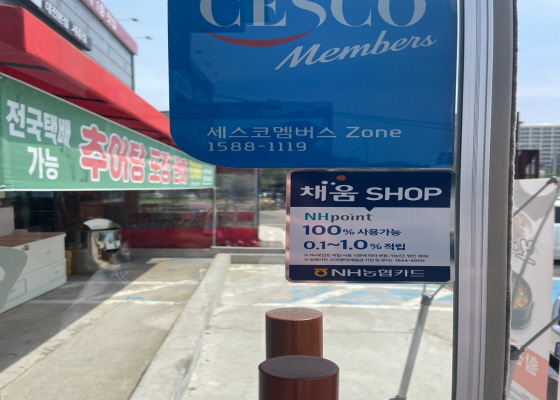 CESCO
Members
세스코멤버스 Zone
1588-1119
전국택배
가능
추어탕 포장
채움 SHOP
NHpoint
100% 사용가능
0.1~1.0% 적립
NH농협카드